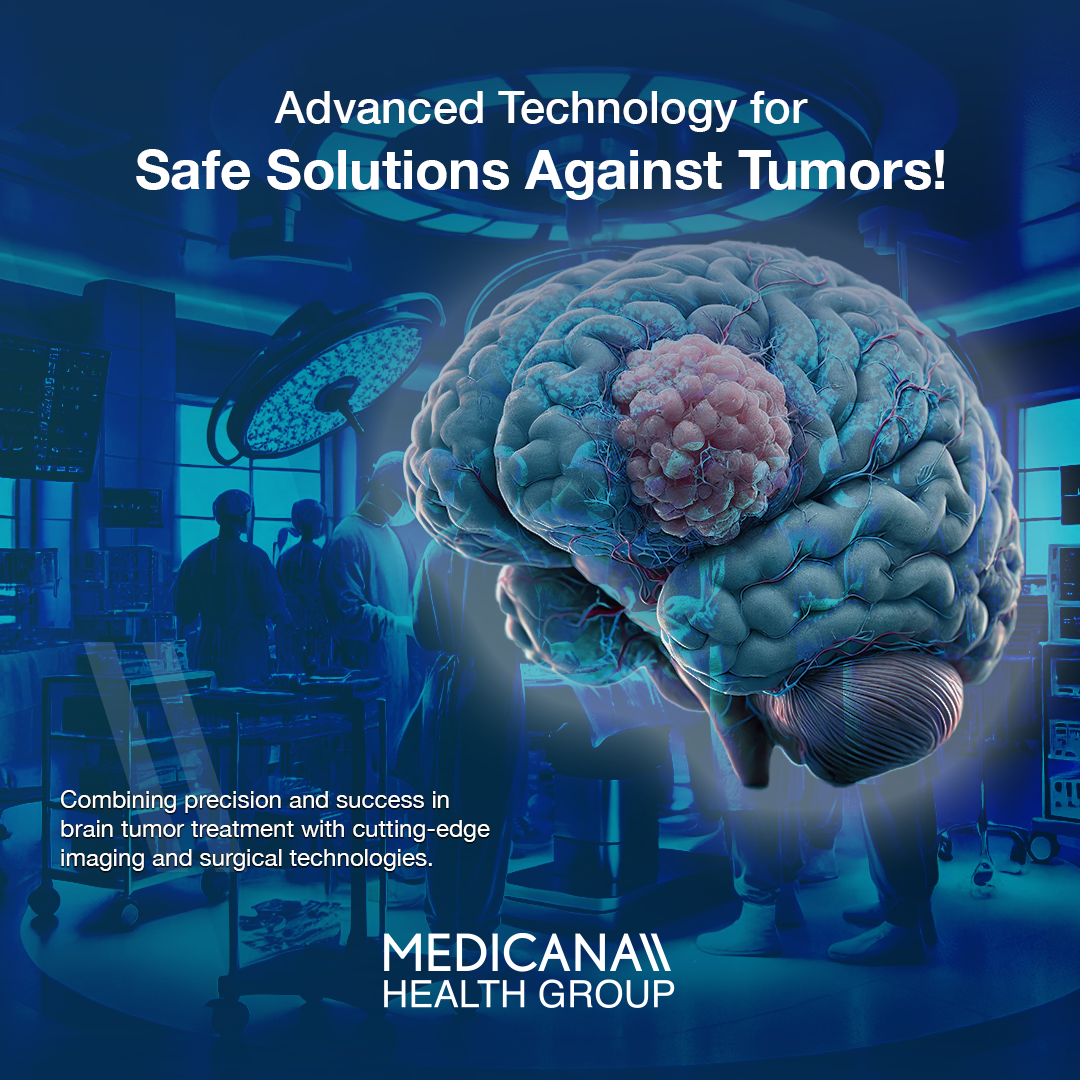 Advanced Technology for
Safe Solutions Against Tumors!
Combining precision and success in
brain tumor treatment with cutting-edge
imaging and surgical technologies.
MEDICANA
HEALTH GROUP